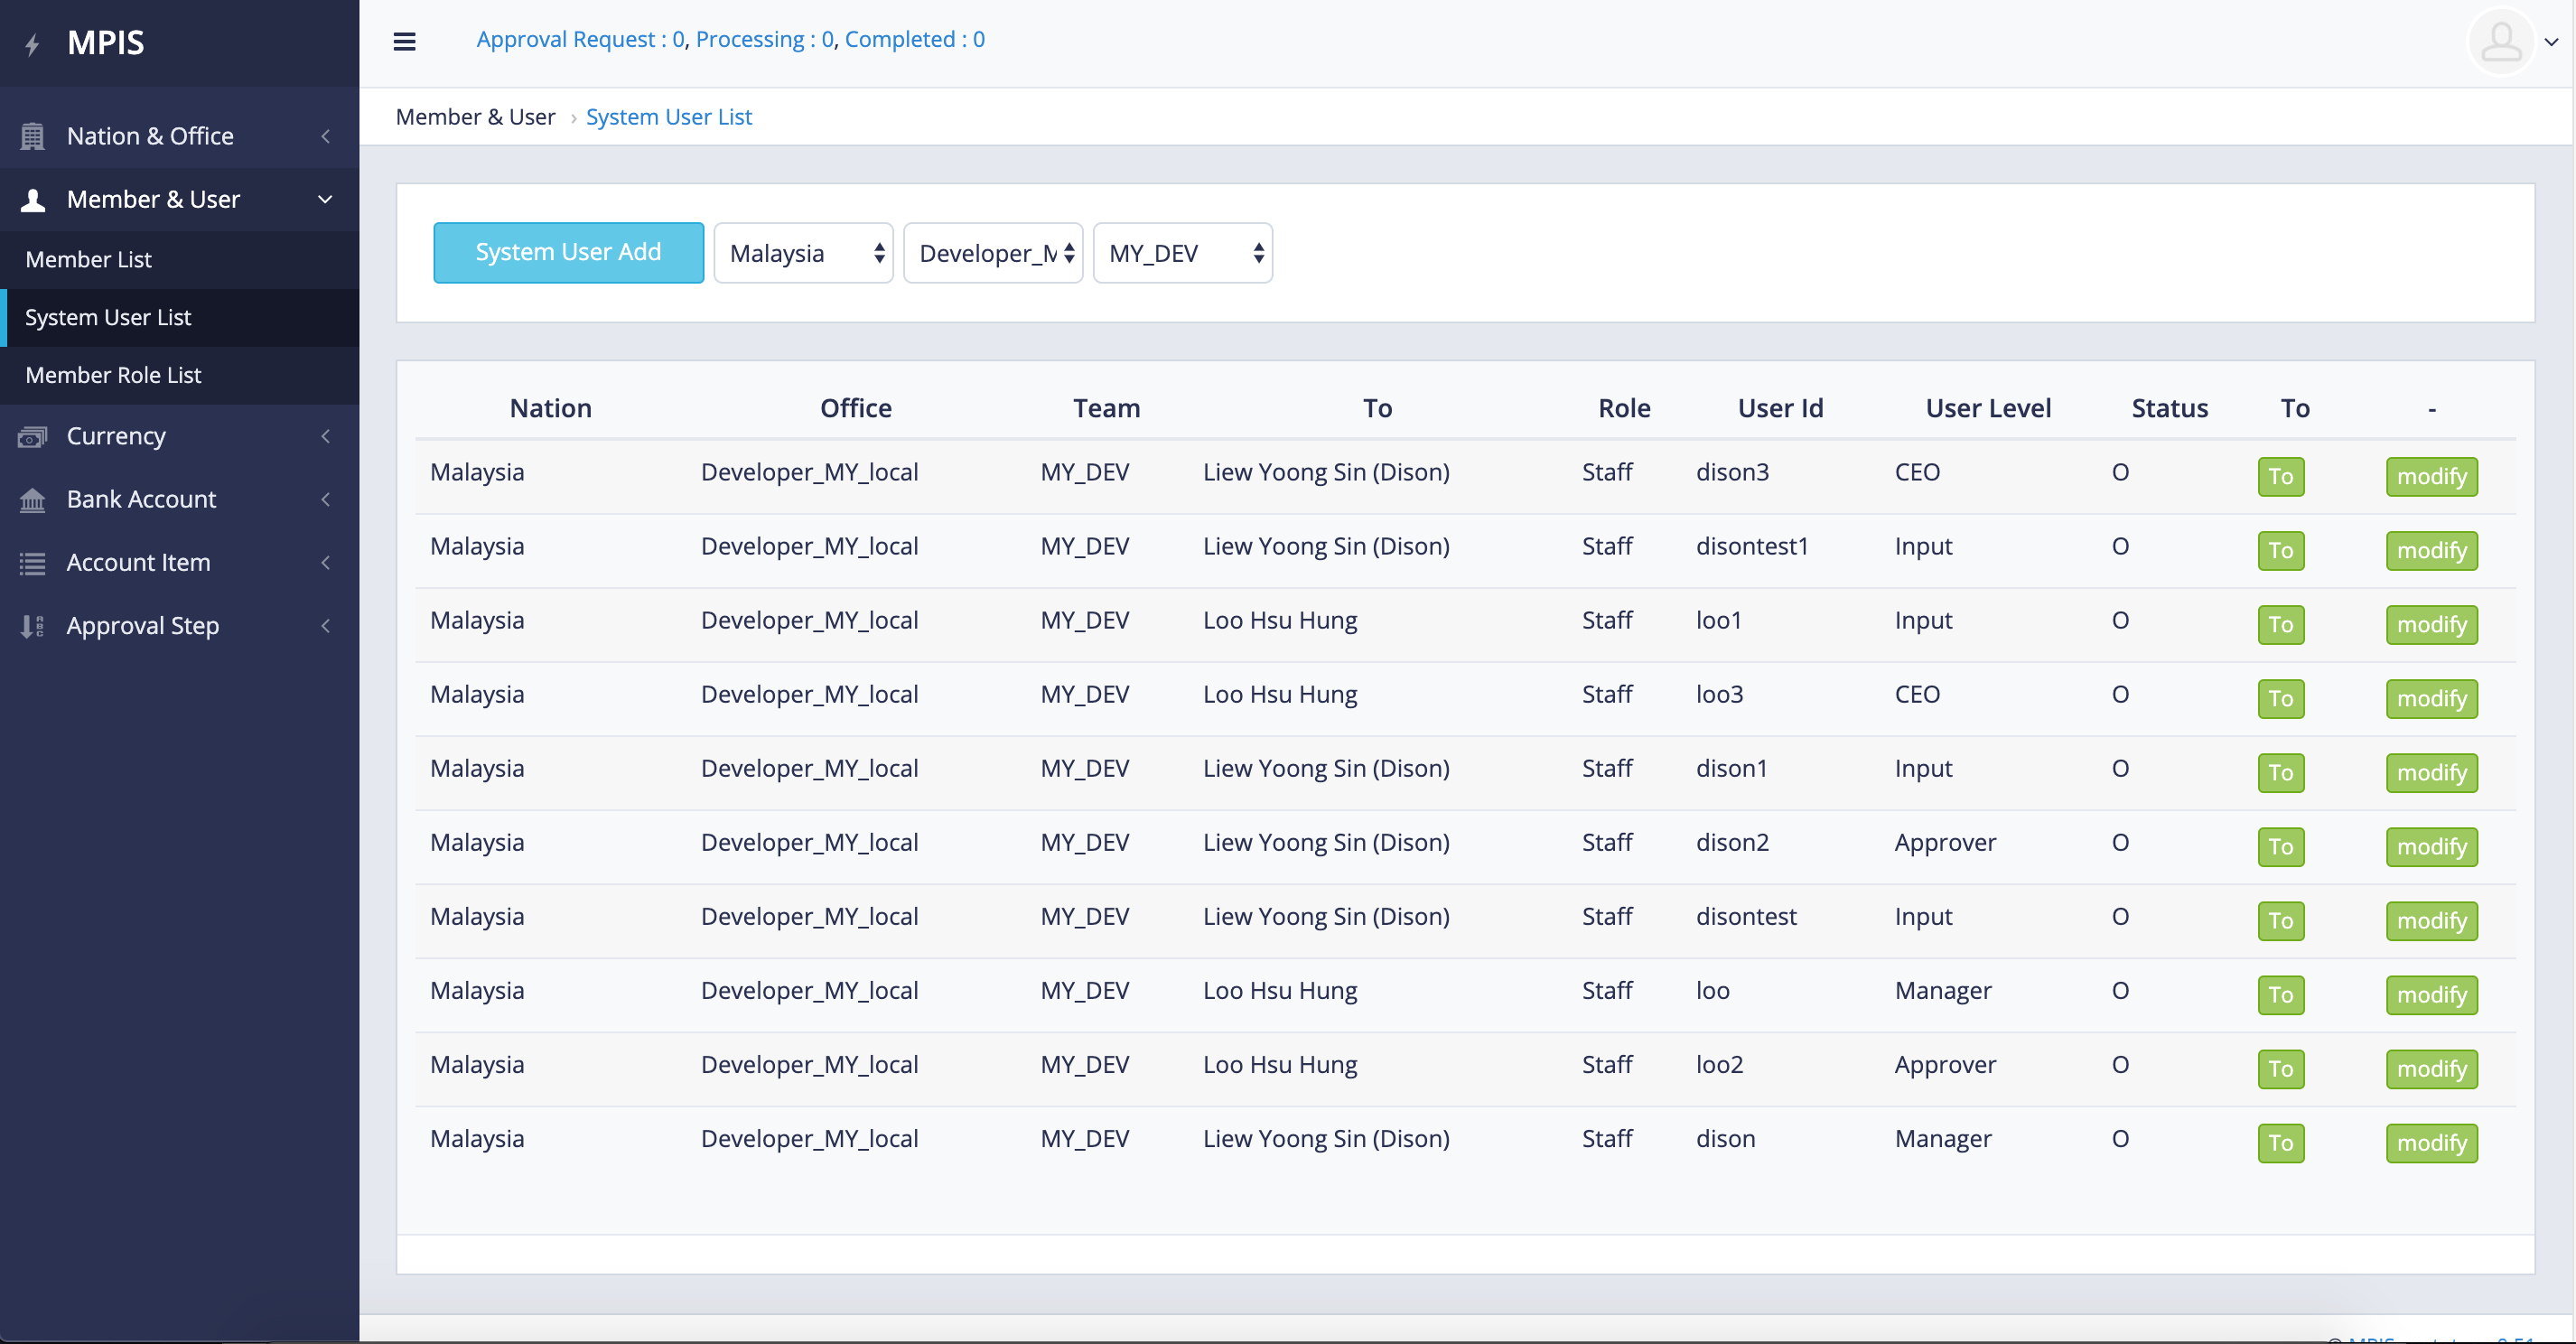 MPIS
Approval Request : 0, Processing : 0, Completed : 0
Nation & Office
Member & User
Member List
System User List
Member Role List
Currency
Bank Account
Account Item
Approval Step
Member & User › System User List
System User Add Malaysia Developer_M MY_DEV
Nation Office Team To Role User Id User Level Status To -
Malaysia Developer_MY_local MY_DEV Liew Yoong Sin (Dison) Staff dison3 CEO O To modify
Malaysia Developer_MY_local MY_DEV Liew Yoong Sin (Dison) Staff disontest1 Input O To modify
Malaysia Developer_MY_local MY_DEV Loo Hsu Hung Staff loo1 Input O To modify
Malaysia Developer_MY_local MY_DEV Loo Hsu Hung Staff loo3 CEO O To modify
Malaysia Developer_MY_local MY_DEV Liew Yoong Sin (Dison) Staff dison1 Input O To modify
Malaysia Developer_MY_local MY_DEV Liew Yoong Sin (Dison) Staff dison2 Approver O To modify
Malaysia Developer_MY_local MY_DEV Liew Yoong Sin (Dison) Staff disontest Input O To modify
Malaysia Developer_MY_local MY_DEV Loo Hsu Hung Staff loo Manager O To modify
Malaysia Developer_MY_local MY_DEV Loo Hsu Hung Staff loo2 Approver O To modify
Malaysia Developer_MY_local MY_DEV Liew Yoong Sin (Dison) Staff dison Manager O To modify